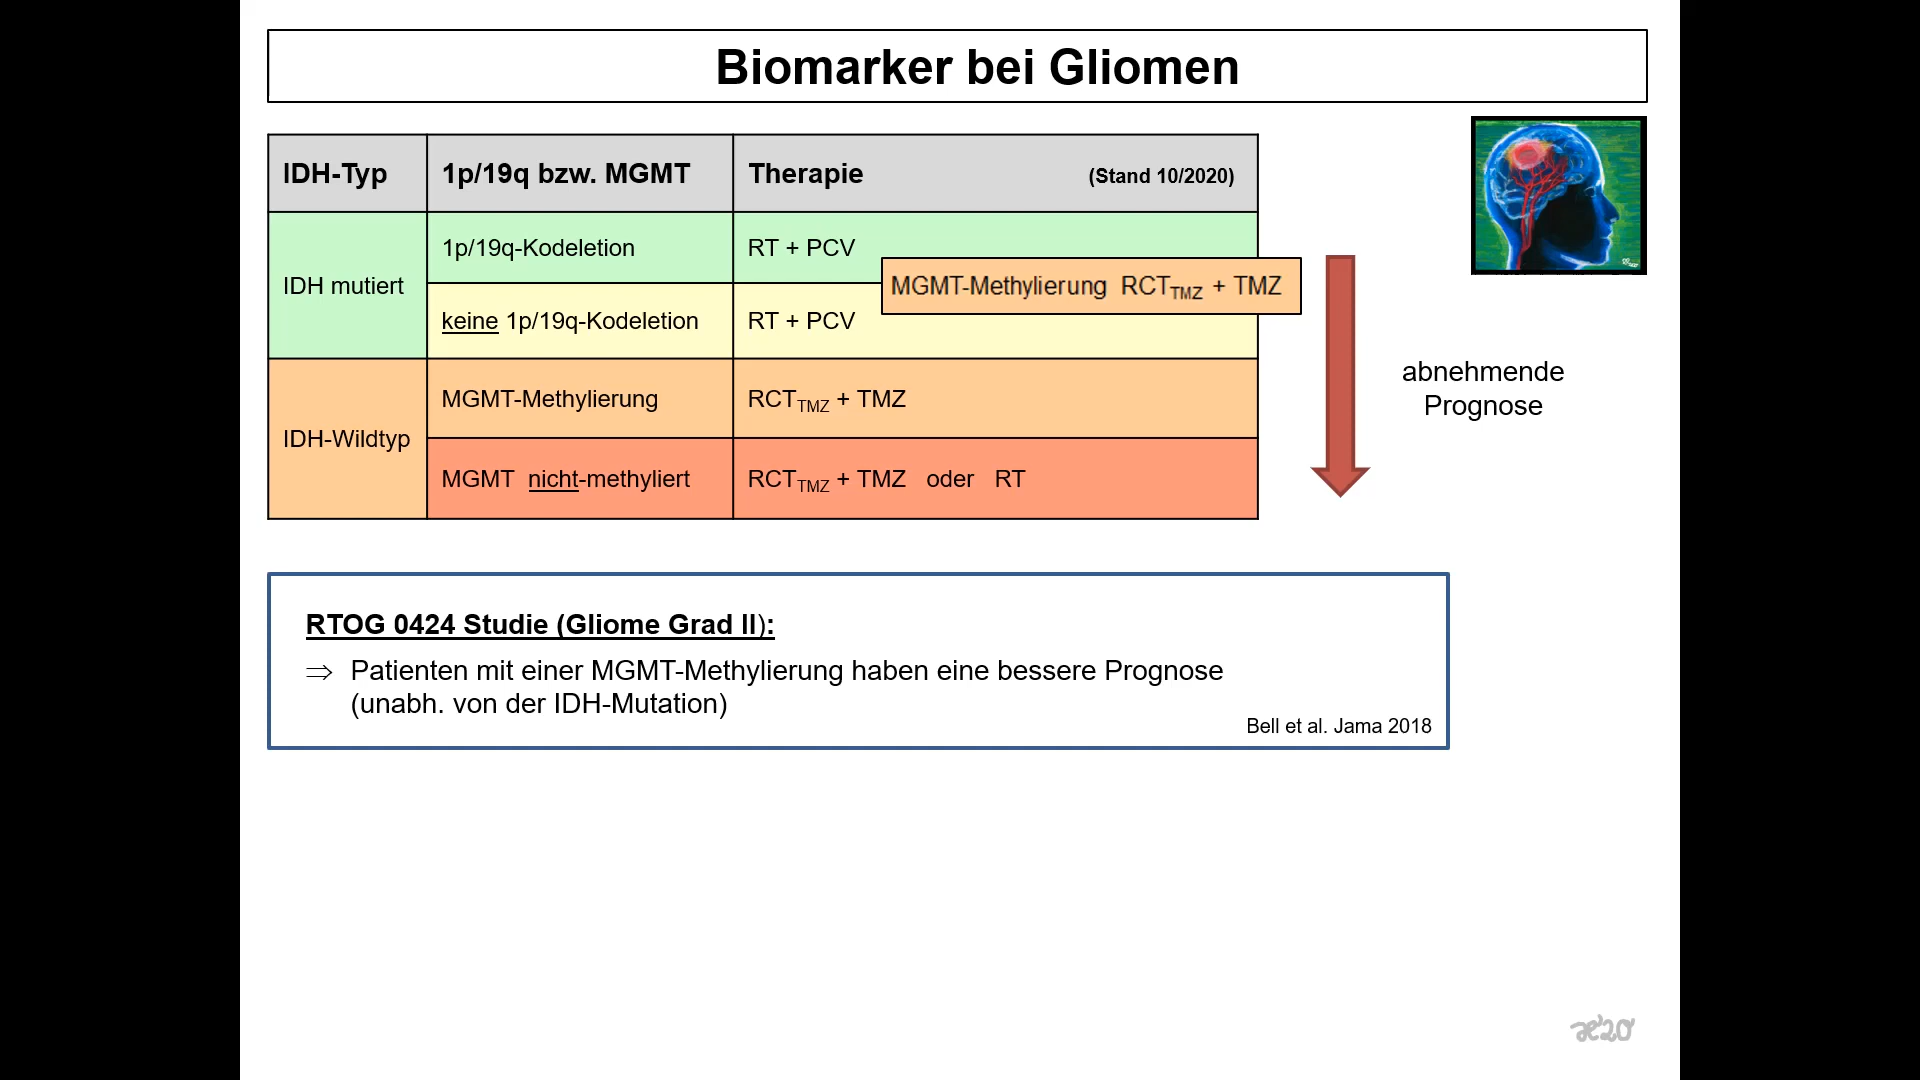 Biomarker bei Gliomen
IDH-Typ 1p/19q bzw. MGMT Therapie (Stand 10/2020)
IDH mutiert
1p/19q-Kodeletion RT + PCV
MGMT-Methylierung RCTTMZ + TMZ
keine 1p/19q-Kodeletion RT + PCV
IDH-Wildtyp
MGMT-Methylierung RCTTMZ + TMZ
MGMT nicht-methyliert RCTTMZ + TMZ oder RT
abnehmende
Prognose
RTOG 0424 Studie (Gliome Grad II):
⇒ Patienten mit einer MGMT-Methylierung haben eine bessere Prognose
(unabh. von der IDH-Mutation)
Bell et al. Jama 2018